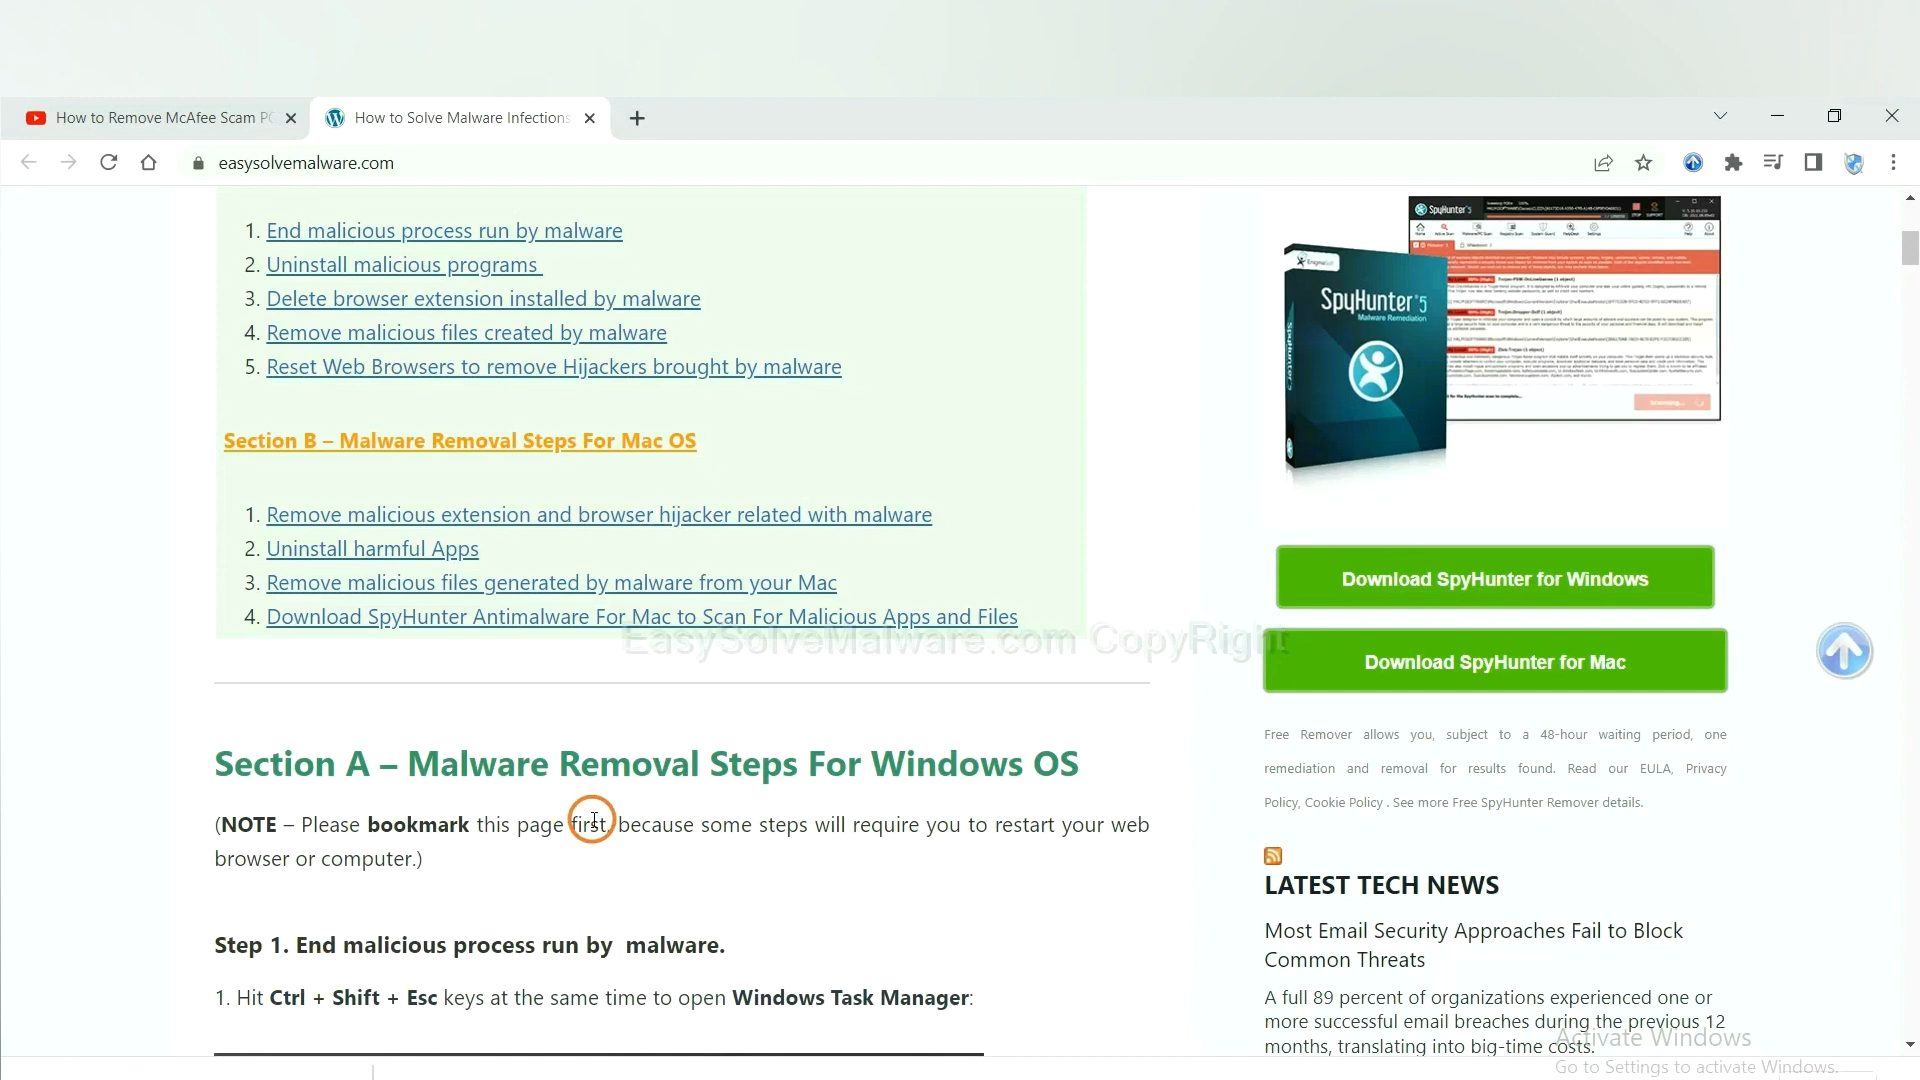 How to Remove McAfee Scam PO
How to Solve Malware Infections
easysolvemalware.com
1. End malicious process run by malware
2. Uninstall malicious programs
3. Delete browser extension installed by malware
4. Remove malicious files created by malware
5. Reset Web Browsers to remove Hijackers brought by malware
Section B – Malware Removal Steps For Mac OS
1. Remove malicious extension and browser hijacker related with malware
2. Uninstall harmful Apps
3. Remove malicious files generated by malware from your Mac
4. Download SpyHunter Antimalware For Mac to Scan For Malicious Apps and Files
EasySolveMalware.com CopyRight
Section A – Malware Removal Steps For Windows OS
(NOTE – Please bookmark this page first, because some steps will require you to restart your web
browser or computer.)
Step 1. End malicious process run by malware.
1. Hit Ctrl + Shift + Esc keys at the same time to open Windows Task Manager:
SpyHunter 5
EnigmaSoft
SpyHunter 5
Malware Remediation
Download SpyHunter for Windows
Download SpyHunter for Mac
Free Remover allows you, subject to a 48-hour waiting period, one
remediation and removal for results found. Read our EULA, Privacy
Policy, Cookie Policy . See more Free SpyHunter Remover details.
LATEST TECH NEWS
Most Email Security Approaches Fail to Block
Common Threats
A full 89 percent of organizations experienced one or
more successful email breaches during the previous 12
months, translating into big-time costs.
Activate Windows
Go to Settings to activate Windows.